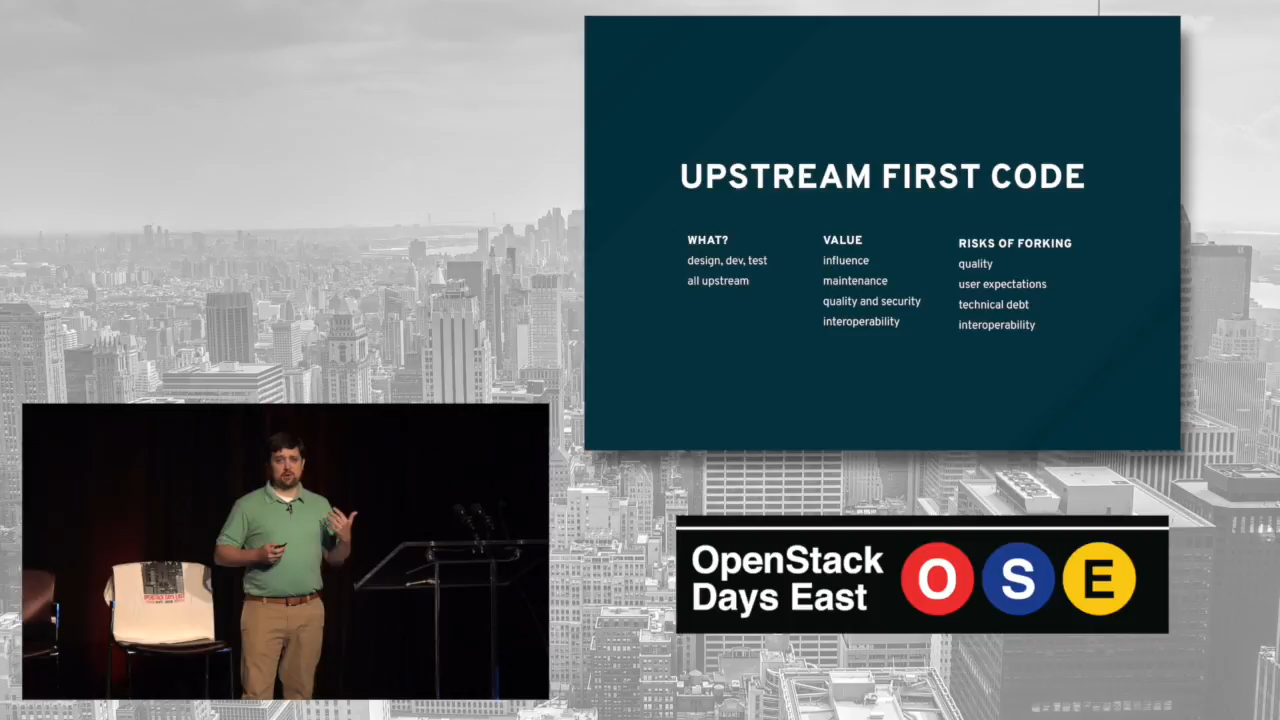 UPSTREAM FIRST CODE
WHAT?
design, dev, test
all upstream
VALUE
influence
maintenance
quality and security
interoperability
RISKS OF FORKING
quality
user expectations
technical debt
interoperability
OpenStack
Days East
O S E